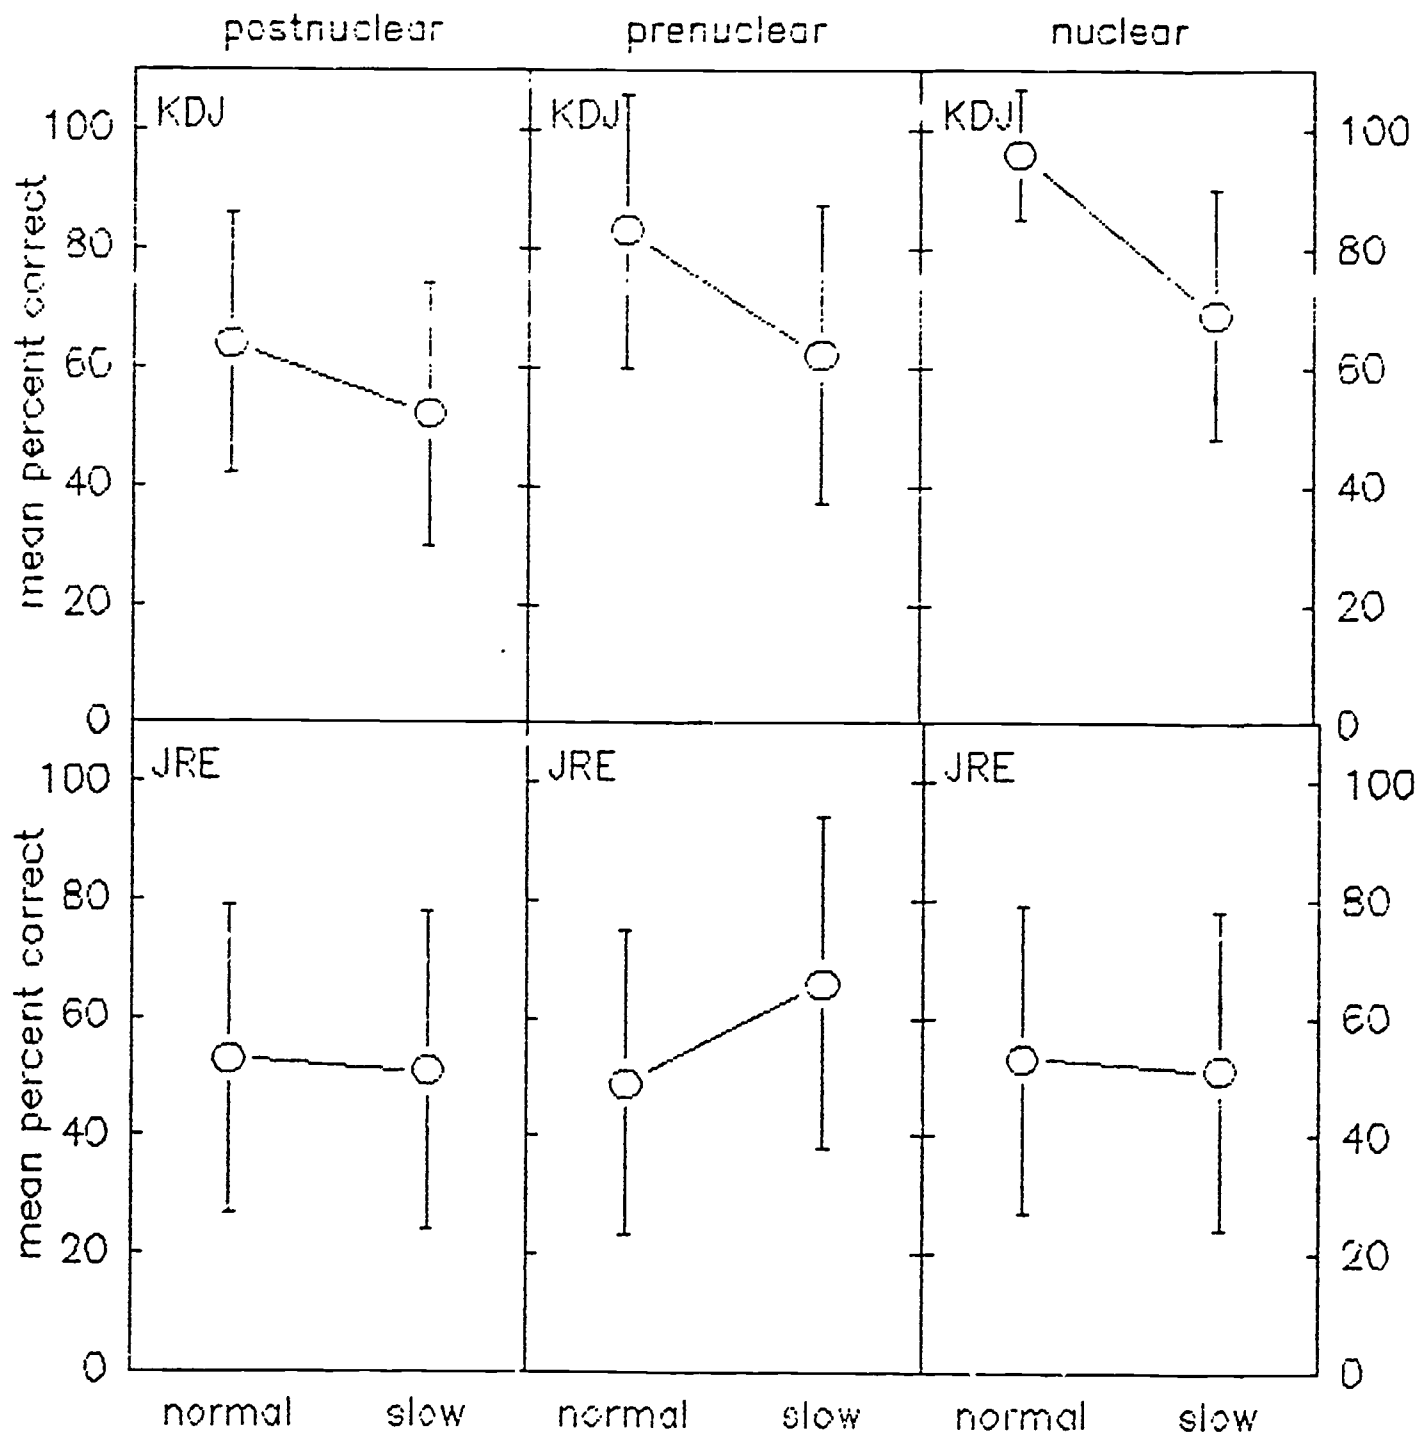 postnuclear prenuclear nuclear
KDJ KDJ KDJ
100 100
80 80
60 60
40 40
20 20
0 0
mean percent correct
JRE JRE JRE
100 100
80 80
60 60
40 40
20 20
0 0
mean percent correct
normal slow normal slow normal slow